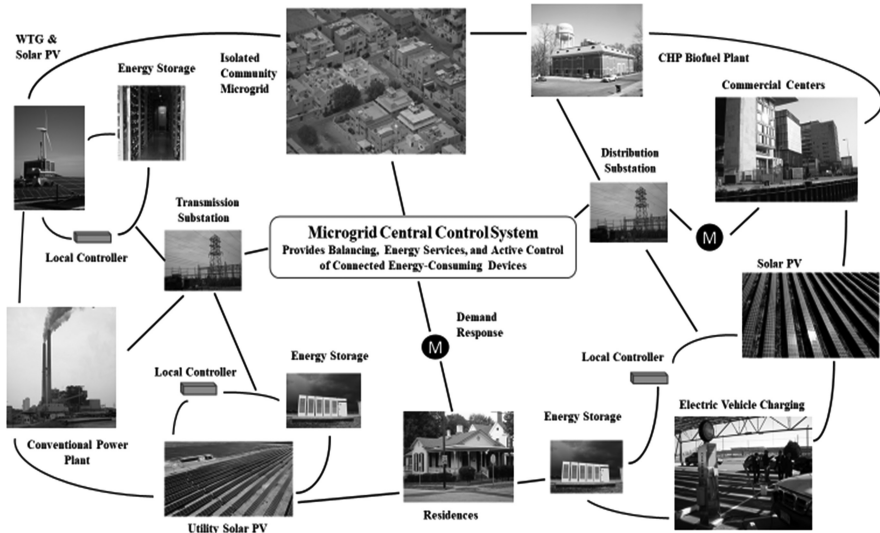 WTG &
Solar PV
Energy Storage
Isolated
Community
Microgrid
CHP Biofuel Plant
Commercial Centers
Distribution
Substation
Transmission
Substation
M
Local Controller
Microgrid Central Control System
Provides Balancing, Energy Services, and Active Control
of Connected Energy-Consuming Devices
Solar PV
Demand
Response
M
Local Controller
Energy Storage
Local Controller
Energy Storage
Electric Vehicle Charging
Conventional Power
Plant
Utility Solar PV
Residences